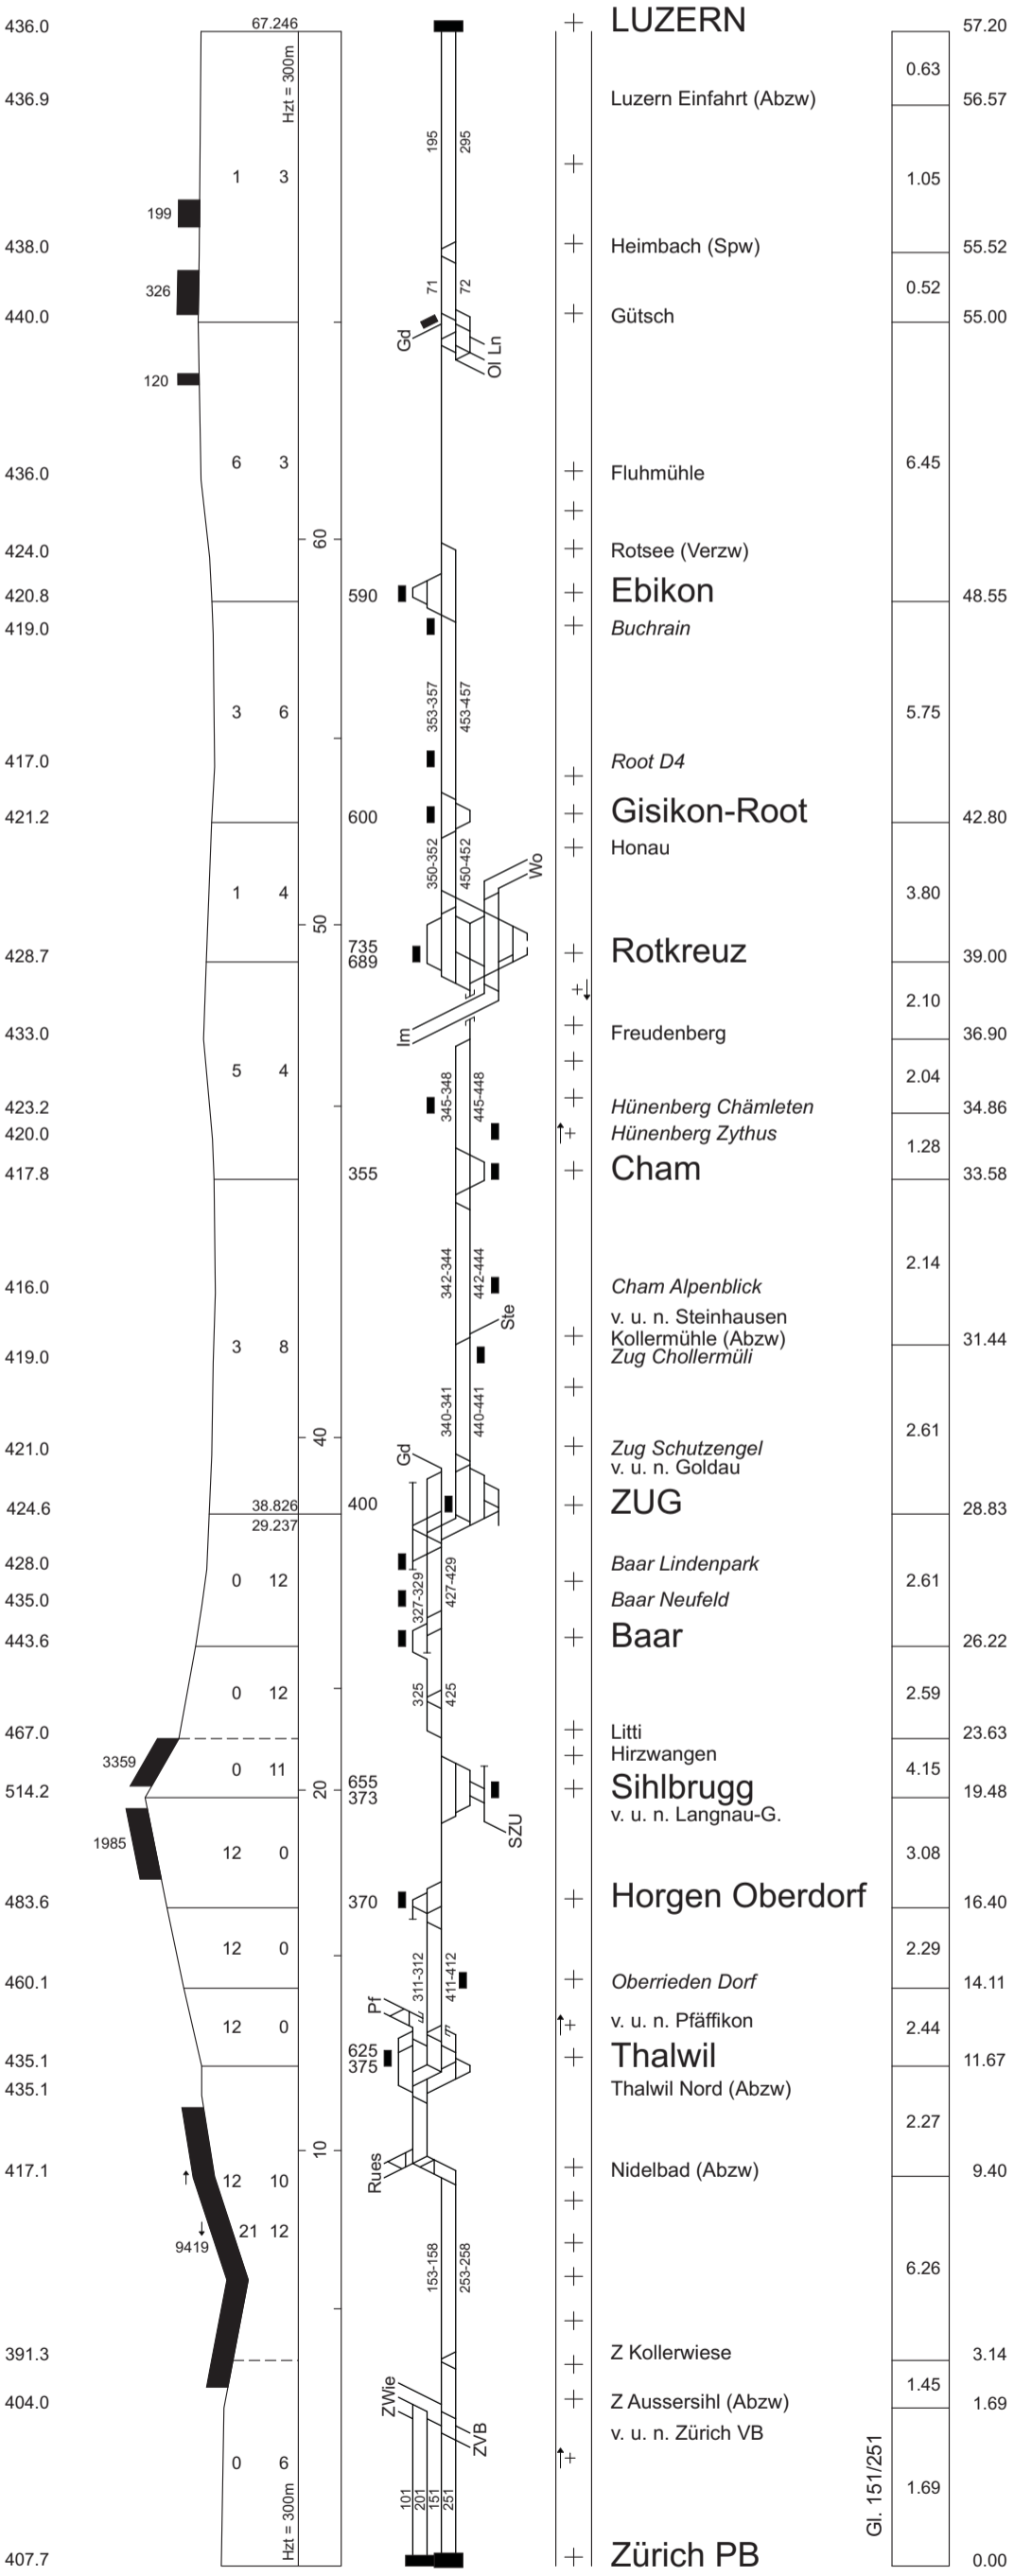 436.0 67.246 LUZERN 57.20
Hzt = 300m 0.63
436.9 Luzern Einfahrt (Abzw) 56.57
195 295
1 3 1.05
199
438.0 Heimbach (Spw) 55.52
326 71 72 0.52
440.0 Gütsch 55.00
Gd Ol Ln
120
6 3 6.45
436.0 Fluhmühle
60
424.0 Rotsee (Verzw)
420.8 590 Ebikon 48.55
419.0 Buchrain
3 6 353-357 453-457 5.75
417.0 Root D4
421.2 600 Gisikon-Root 42.80
Honau
350-352 450-452 Wo
1 4 3.80
50
735
428.7 689 Rotkreuz 39.00
2.10
433.0 Im Freudenberg 36.90
5 4 2.04
345-348 445-448
423.2 Hünenberg Chämleten 34.86
420.0 Hünenberg Zythus 1.28
417.8 355 Cham 33.58
342-344 442-444 2.14
416.0 Cham Alpenblick
Ste v. u. n. Steinhausen
Kollermühle (Abzw) 31.44
419.0 Zug Chollermüli
3 8
340-341 440-441 2.61
40
421.0 Gd Zug Schutzengel
v. u. n. Goldau
38.826
424.6 400 ZUG 28.83
29.237
428.0 Baar Lindenpark
0 12 327-329 427-429 2.61
435.0 Baar Neufeld
443.6 Baar 26.22
0 12 325 425 2.59
467.0 Litti 23.63
3359 Hirzwangen
0 11 4.15
20 655
514.2 373 Sihlbrugg 19.48
SZU v. u. n. Langnau-G.
1985 12 0 3.08
483.6 370 Horgen Oberdorf 16.40
12 0 2.29
311-312 411-412
460.1 Oberrieden Dorf 14.11
Pf v. u. n. Pfäffikon
12 0 2.44
625
435.1 375 Thalwil 11.67
435.1 Thalwil Nord (Abzw)
2.27
10
417.1 Rues Nidelbad (Abzw) 9.40
12 10
21 12
9419 153-158 253-258 6.26
391.3 Z Kollerwiese 3.14
1.45
404.0 ZWie Z Aussersihl (Abzw) 1.69
ZVB v. u. n. Zürich VB
0 6 Gl. 151/251 1.69
Hzt = 300m 101 201 151 251
407.7 Zürich PB 0.00